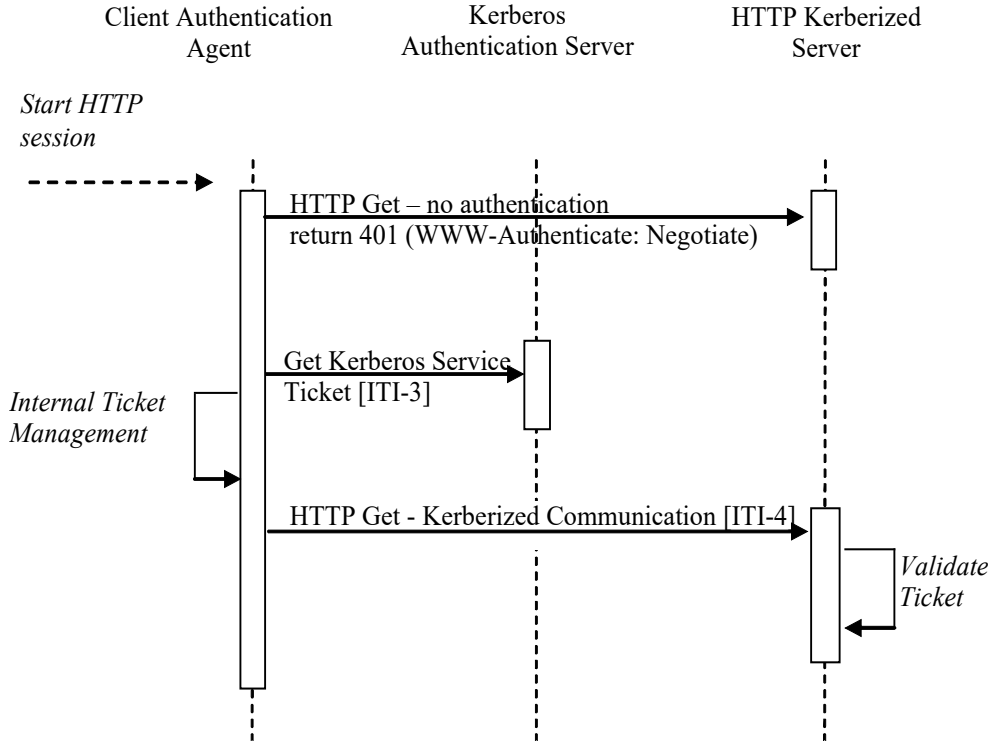 Client Authentication
Agent
Kerberos
Authentication Server
HTTP Kerberized
Server
Start HTTP
session
HTTP Get – no authentication
return 401 (WWW-Authenticate: Negotiate)
Get Kerberos Service
Ticket [ITI-3]
Internal Ticket
Management
HTTP Get - Kerberized Communication [ITI-4]
Validate
Ticket